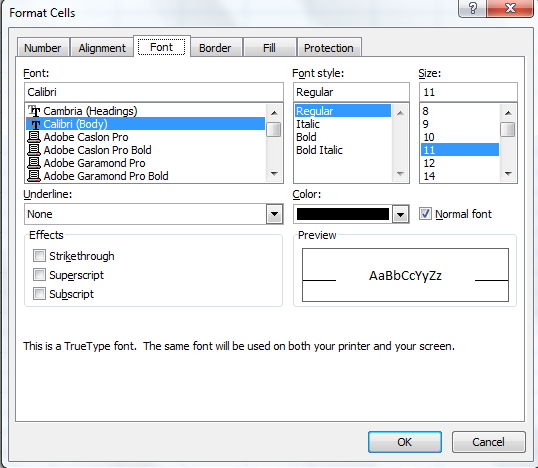 Format Cells
Number Alignment Font Border Fill Protection
Font: Font style: Size:
Calibri Regular 11
Cambria (Headings) Regular 8
Calibri (Body) Italic 9
Adobe Caslon Pro Bold 10
Adobe Caslon Pro Bold Bold Italic 11
Adobe Garamond Pro 12
Adobe Garamond Pro Bold 14
Underline: Color:
None Normal font
Effects Preview
Strikethrough
Superscript AaBbCcYyZz
Subscript
This is a TrueType font. The same font will be used on both your printer and your screen.
OK Cancel